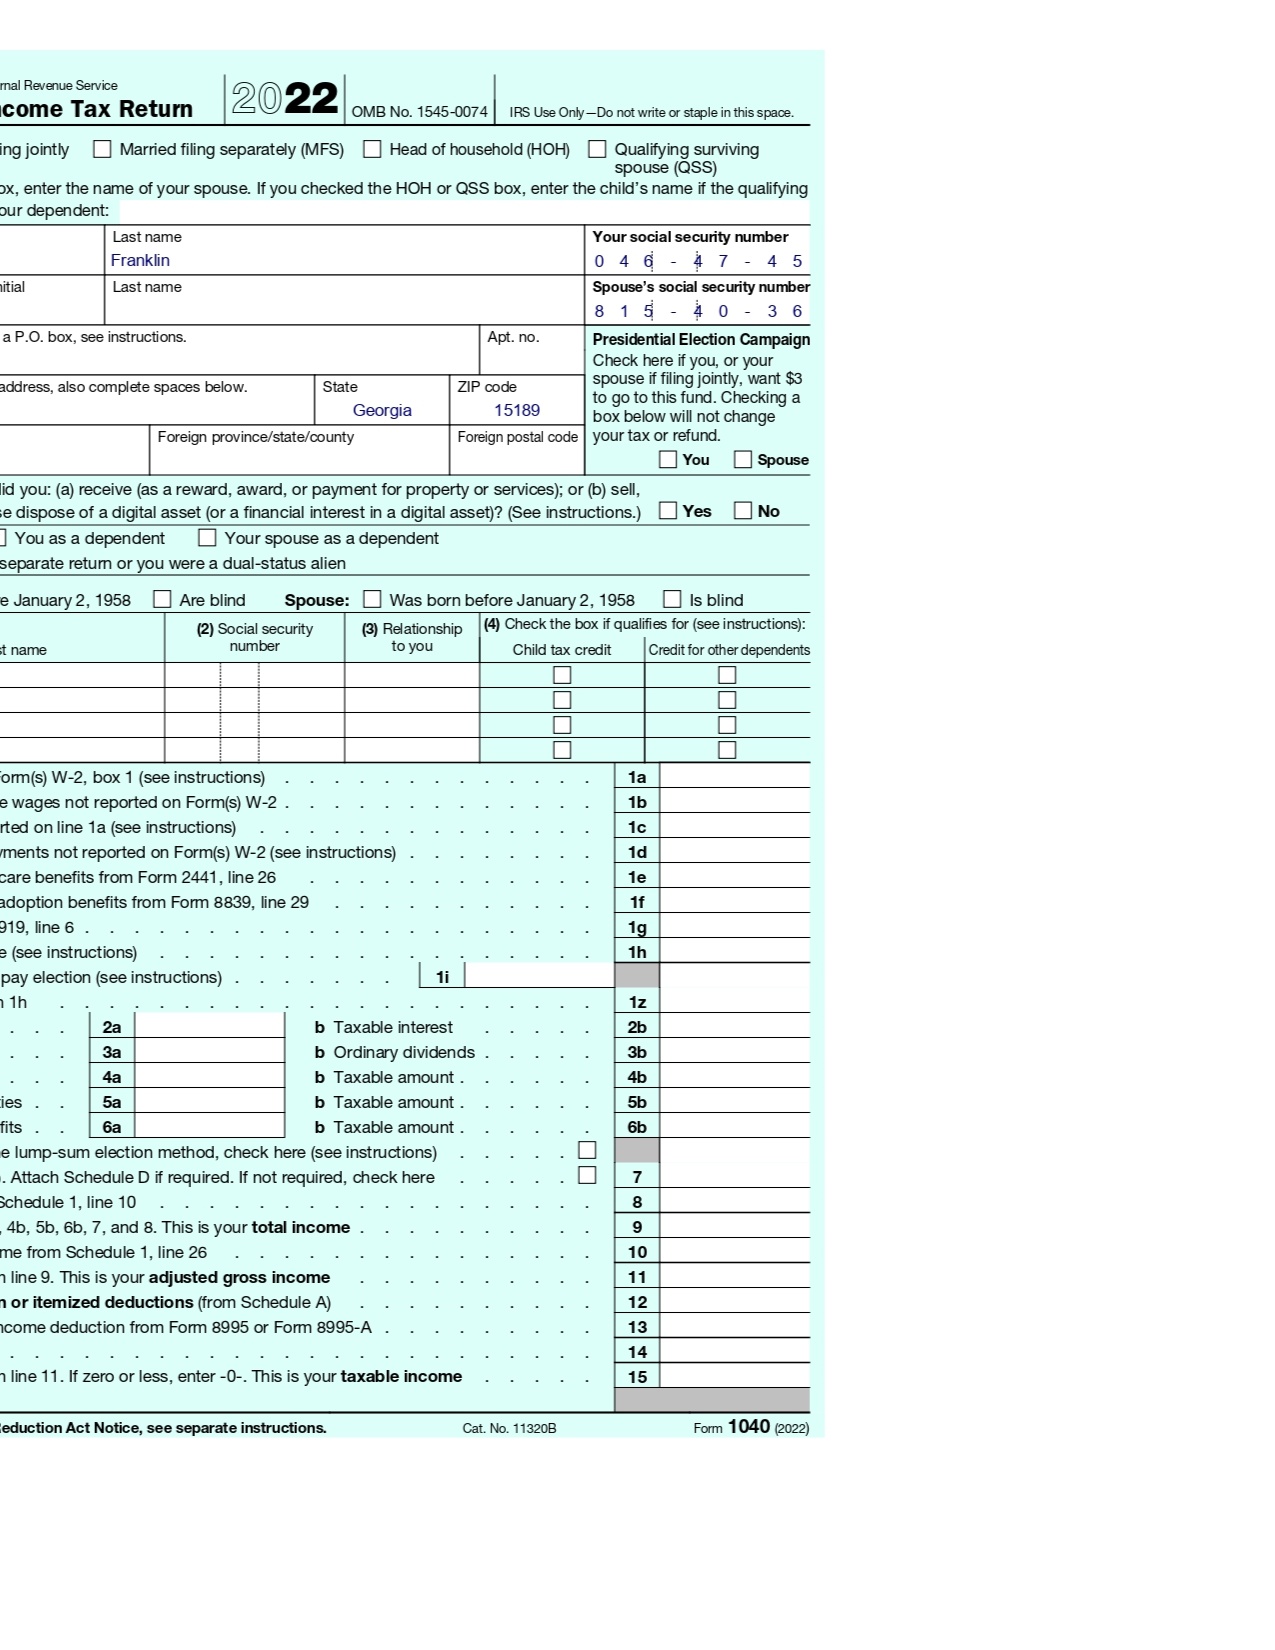 rnal Revenue Service
ncome Tax Return 2022 OMB No. 1545-0074 IRS Use Only—Do not write or staple in this space.
ing jointly Married filing separately (MFS) Head of household (HOH) Qualifying surviving
spouse (QSS)
ox, enter the name of your spouse. If you checked the HOH or QSS box, enter the child's name if the qualifying
our dependent:
Last name Your social security number
Franklin 0 4 6 - 4 7 - 4 5
nitial Last name Spouse's social security number
8 1 5 - 4 0 - 3 6
a P.O. box, see instructions. Apt. no. Presidential Election Campaign
Check here if you, or your
spouse if filing jointly, want $3
to go to this fund. Checking a
box below will not change
your tax or refund.
You Spouse
address, also complete spaces below. State ZIP code
Georgia 15189
Foreign province/state/county Foreign postal code
did you: (a) receive (as a reward, award, or payment for property or services); or (b) sell,
se dispose of a digital asset (or a financial interest in a digital asset)? (See instructions.) Yes No
You as a dependent Your spouse as a dependent
separate return or you were a dual-status alien
re January 2, 1958 Are blind Spouse: Was born before January 2, 1958 Is blind
st name (2) Social security number (3) Relationship to you (4) Check the box if qualifies for (see instructions):
Child tax credit Credit for other dependents
Form(s) W-2, box 1 (see instructions) . . . . . . . . . . . . . 1a
e wages not reported on Form(s) W-2 . . . . . . . . . . . . . 1b
rted on line 1a (see instructions) . . . . . . . . . . . . . . 1c
yments not reported on Form(s) W-2 (see instructions) . . . . . . . . 1d
care benefits from Form 2441, line 26 . . . . . . . . . . . . 1e
adoption benefits from Form 8839, line 29 . . . . . . . . . . . 1f
919, line 6 . . . . . . . . . . . . . . . . . . . . . 1g
e (see instructions) . . . . . . . . . . . . . . . . . . 1h
pay election (see instructions) . . . . . . . 1i
h 1h . . . . . . . . . . . . . . . . . . . . . . 1z
. . . 2a b Taxable interest . . . . . 2b
. . . 3a b Ordinary dividends . . . . . 3b
. . . 4a b Taxable amount . . . . . . 4b
ties . . 5a b Taxable amount . . . . . . 5b
fits . . 6a b Taxable amount . . . . . . 6b
e lump-sum election method, check here (see instructions) . . . . .
. Attach Schedule D if required. If not required, check here . . . . . 7
Schedule 1, line 10 . . . . . . . . . . . . . . . . . . 8
, 4b, 5b, 6b, 7, and 8. This is your total income . . . . . . . . . . 9
me from Schedule 1, line 26 . . . . . . . . . . . . . . . 10
n line 9. This is your adjusted gross income . . . . . . . . . . 11
n or itemized deductions (from Schedule A) . . . . . . . . . . 12
ncome deduction from Form 8995 or Form 8995-A . . . . . . . . . 13
. . . . . . . . . . . . . . . . . . . . . . . . 14
n line 11. If zero or less, enter -0-. This is your taxable income . . . . . 15
Reduction Act Notice, see separate instructions. Cat. No. 11320B Form 1040 (2022)